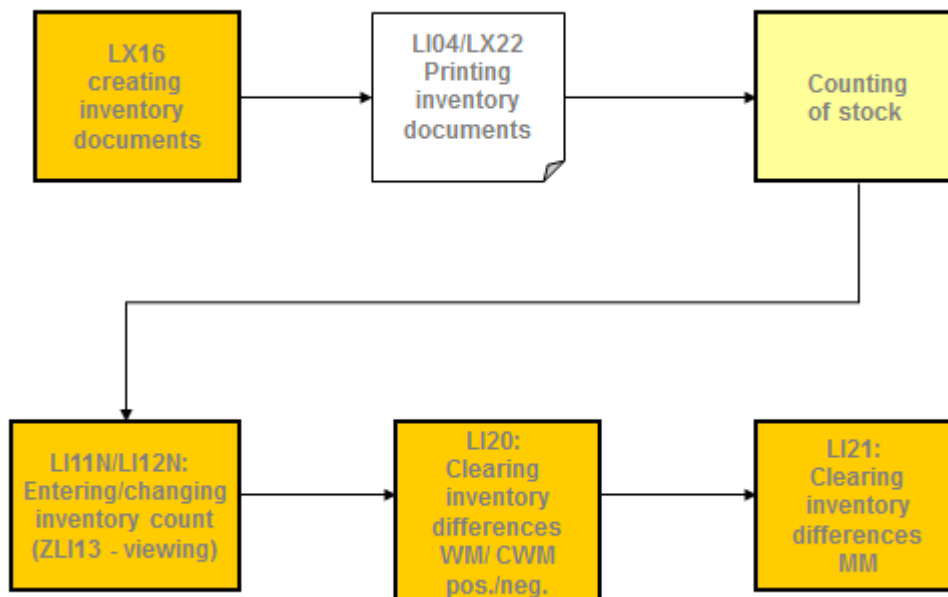 LX16
creating
inventory
documents
LI04/LX22
Printing
inventory
documents
Counting
of stock
LI11N/LI12N:
Entering/changing
inventory count
(ZLI13 - viewing)
LI20:
Clearing
inventory
differences
WM/ CWM
pos./neg.
LI21:
Clearing
inventory
differences
MM